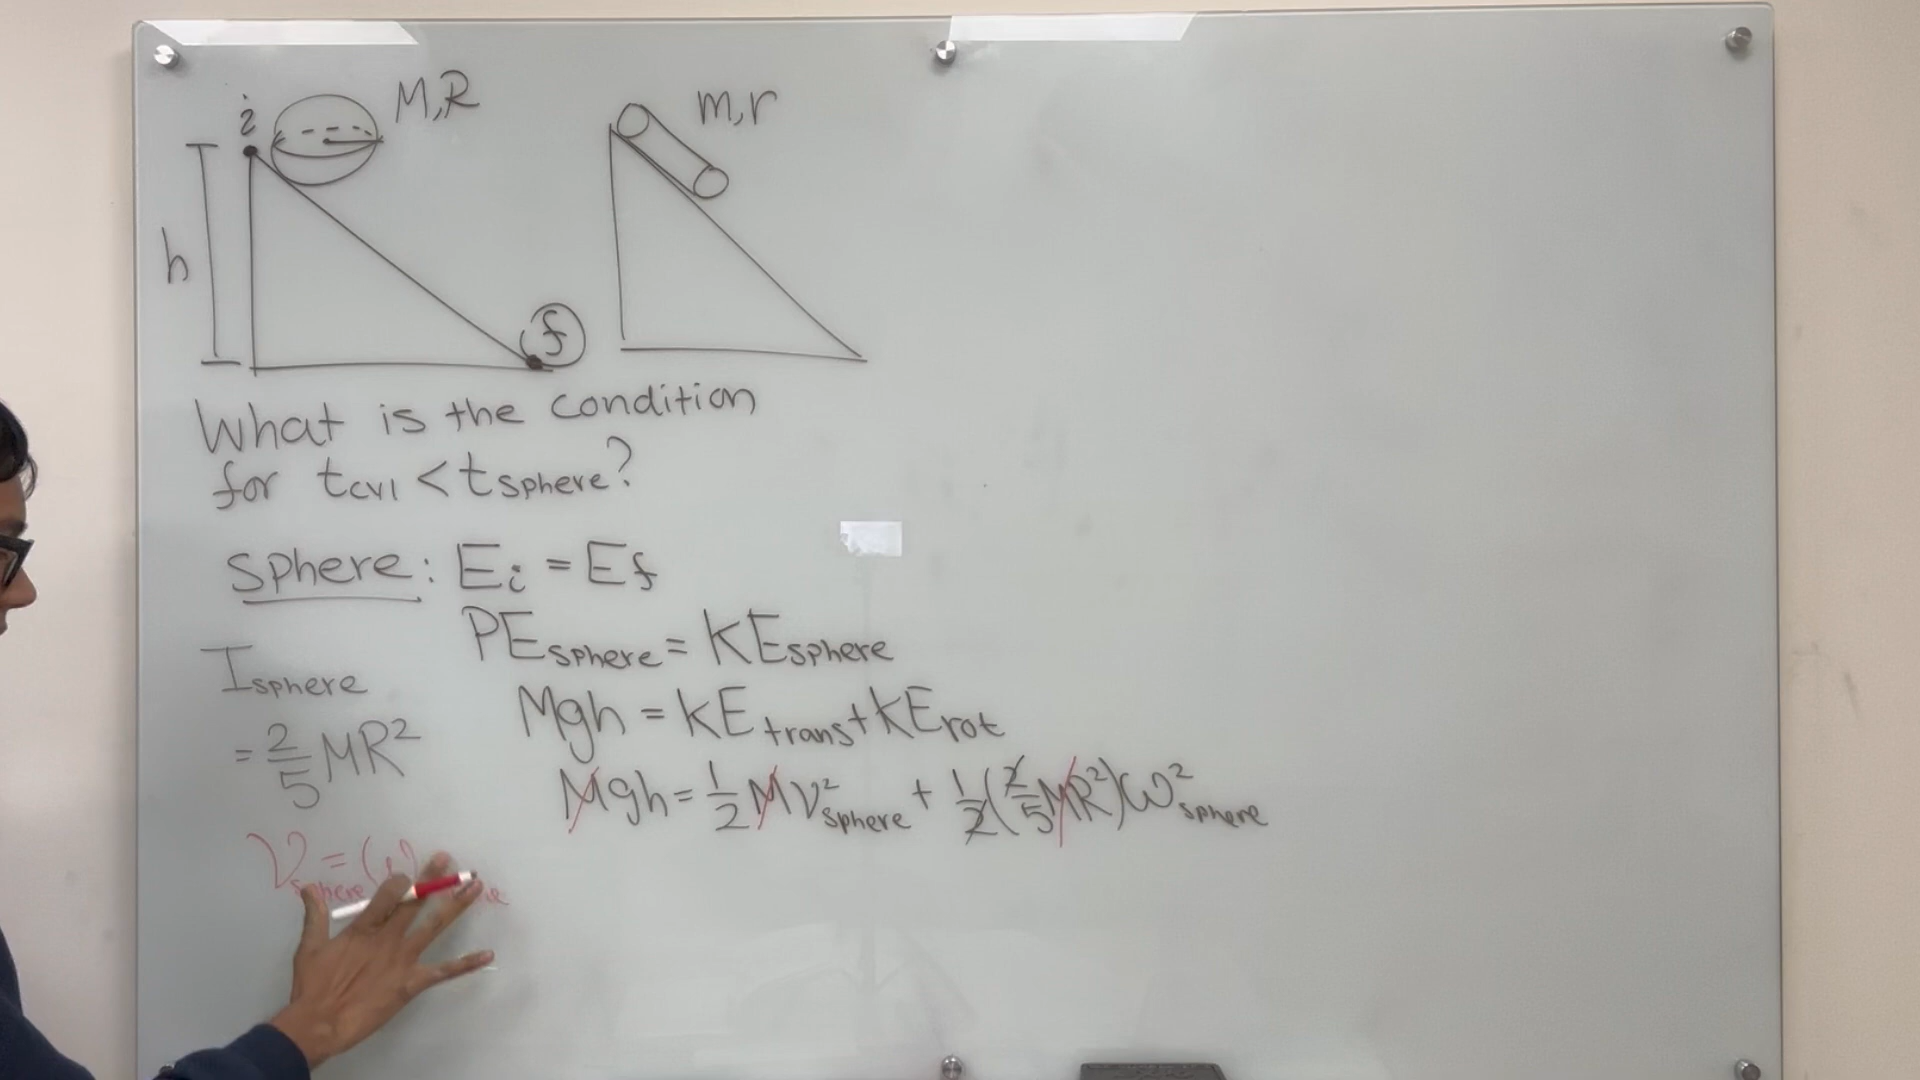 i
M,R
m,r
h
f
What is the condition
for tcyl < tsphere?
Sphere: Ei = Ef
PEsphere = KEsphere
Isphere
= 2/5 MR²
Mgh = KEtrans + KErot
Mgh = 1/2 MV²sphere + 1/2 (2/5 MR²) ω²sphere
Vsphere =